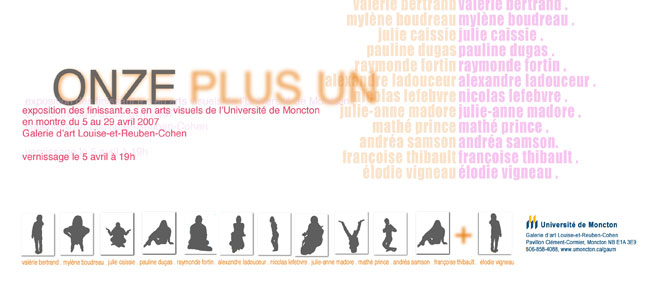 valérie bertrand valérie bertrand .
mylène boudreau mylène boudreau .
julie caissie julie caissie .
pauline dugas pauline dugas .
raymonde fortin raymonde fortin .
alexandre ladouceur alexandre ladouceur .
nicolas lefebvre nicolas lefebvre .
julie-anne madore julie-anne madore .
mathé prince mathé prince .
andréa samson andréa samson.
françoise thibault françoise thibault .
élodie vigneau élodie vigneau .
ONZE PLUS UN
exposition des finissant.e.s en arts visuels de l'Université de Moncton
en montre du 5 au 29 avril 2007
Galerie d'art Louise-et-Reuben-Cohen
vernissage le 5 avril à 19h
valérie bertrand mylène boudreau julie caissie pauline dugas raymonde fortin alexandre ladouceur nicolas lefebvre julie-anne madore mathé prince andréa samson françoise thibault + élodie vigneau
Université de Moncton
Galerie d'art Louise-et-Reuben-Cohen
Pavillon Clément-Cormier, Moncton NB E1A 3E9
506-858-4088, www.umoncton.ca/gaum